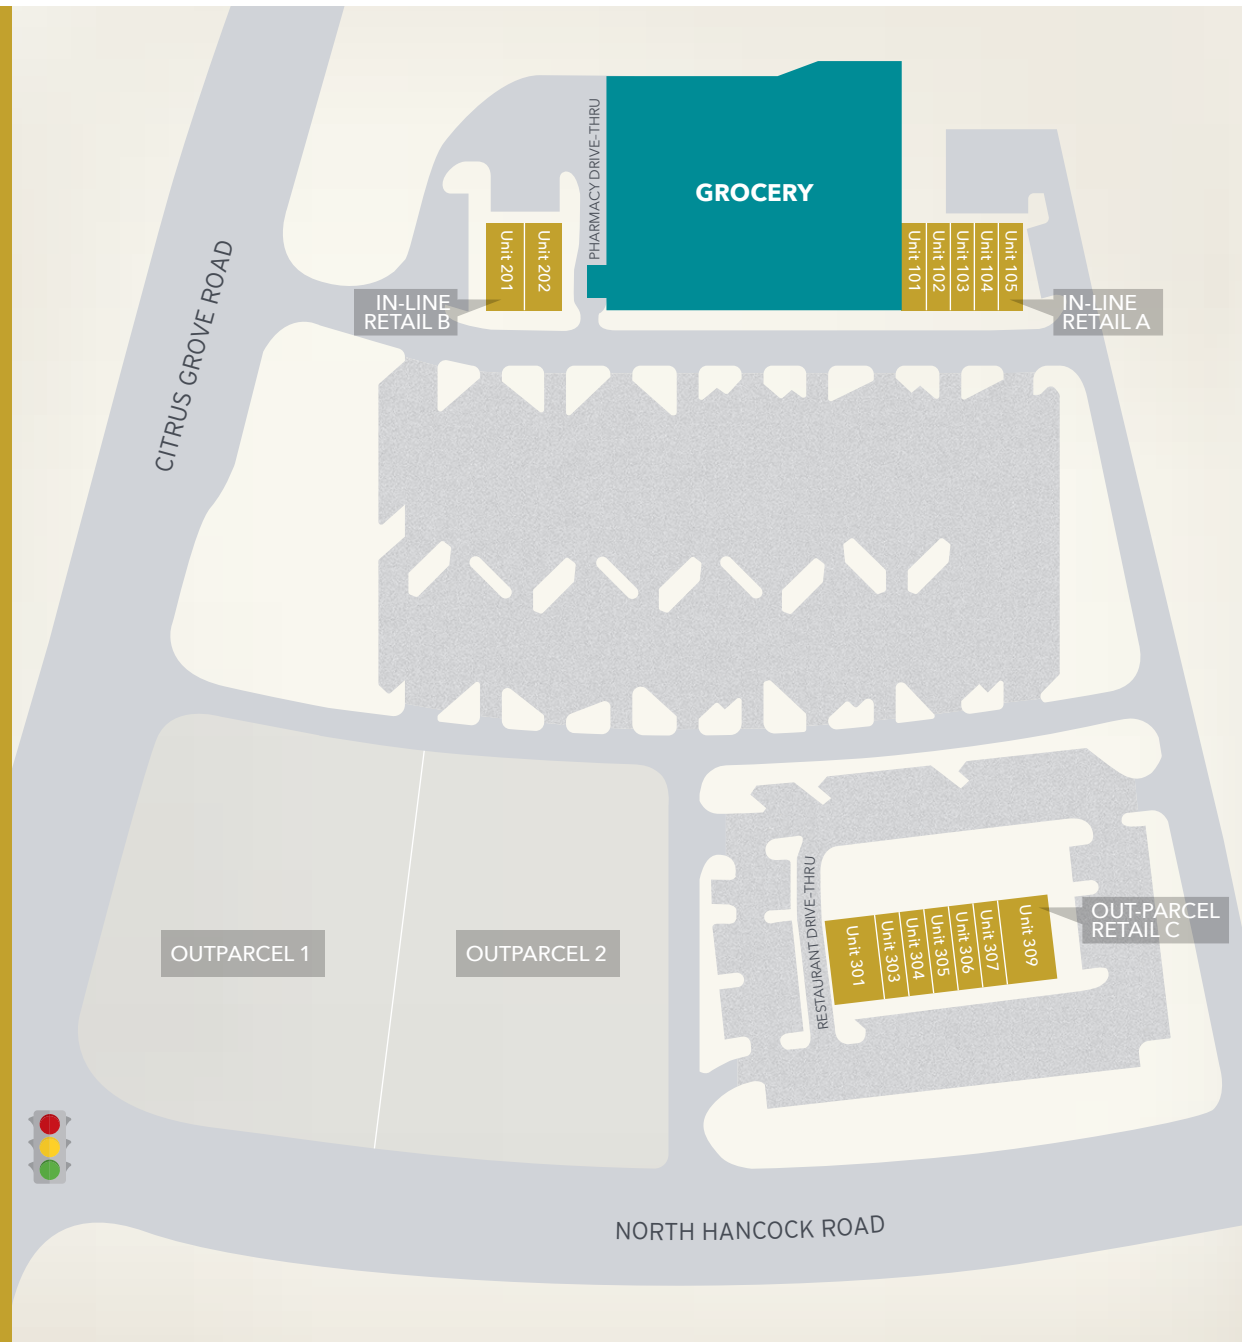 PHARMACY DRIVE-THRU
GROCERY
Unit 201
Unit 202
Unit 101
Unit 102
Unit 103
Unit 104
Unit 105
IN-LINE
RETAIL B
IN-LINE
RETAIL A
CITRUS GROVE ROAD
RESTAURANT DRIVE-THRU
Unit 301
Unit 303
Unit 304
Unit 305
Unit 306
Unit 307
Unit 309
OUT-PARCEL
RETAIL C
OUTPARCEL 1
OUTPARCEL 2
NORTH HANCOCK ROAD